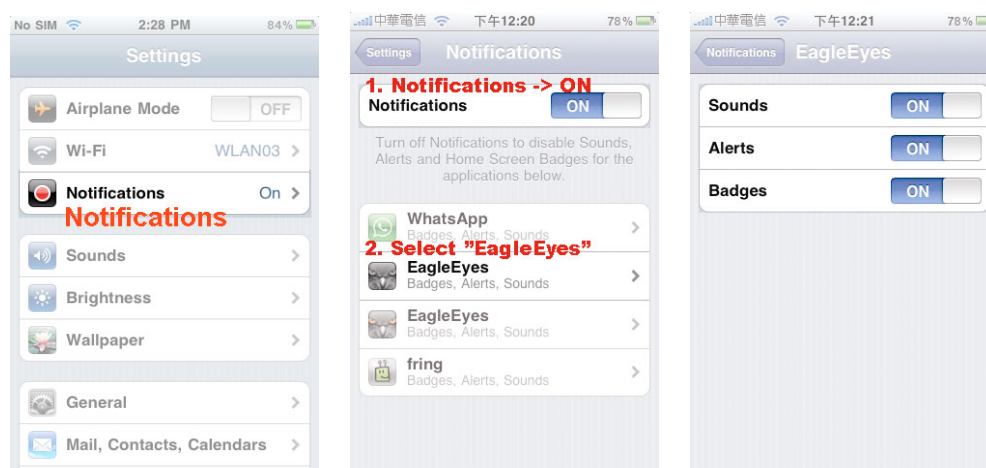 No SIM 2:28 PM 84%
Settings
Airplane Mode OFF
Wi-Fi WLAN03
Notifications On
Notifications
Sounds
Brightness
Wallpaper
General
Mail, Contacts, Calendars
中華電信 下午12:20 78%
Settings Notifications
1. Notifications -> ON
Notifications ON
Turn off Notifications to disable Sounds,
Alerts and Home Screen Badges for the
applications below.
WhatsApp
Badges, Alerts, Sounds
2. Select ”EagleEyes”
EagleEyes
Badges, Alerts, Sounds
EagleEyes
Badges, Alerts, Sounds
fring
Badges, Alerts, Sounds
中華電信 下午12:21 78%
Notifications EagleEyes
Sounds ON
Alerts ON
Badges ON